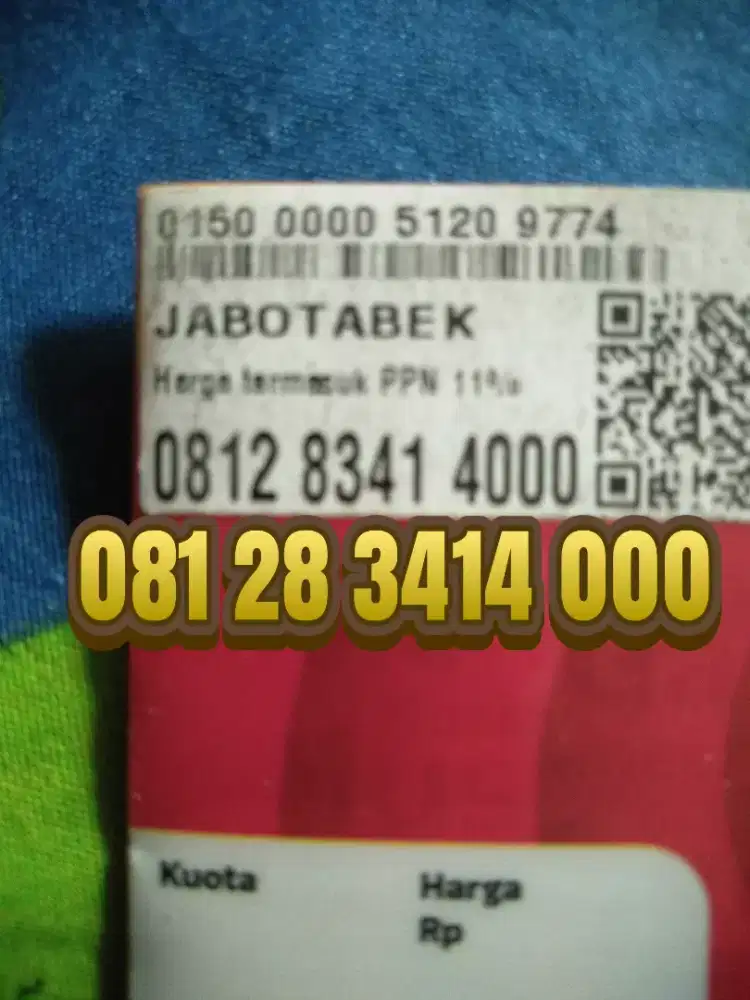 0150 0000 5120 9774
JABOTABEK
Harga termasuk PPN 11%
0812 8341 4000
081 28 3414 000
Kuota
Harga
Rp